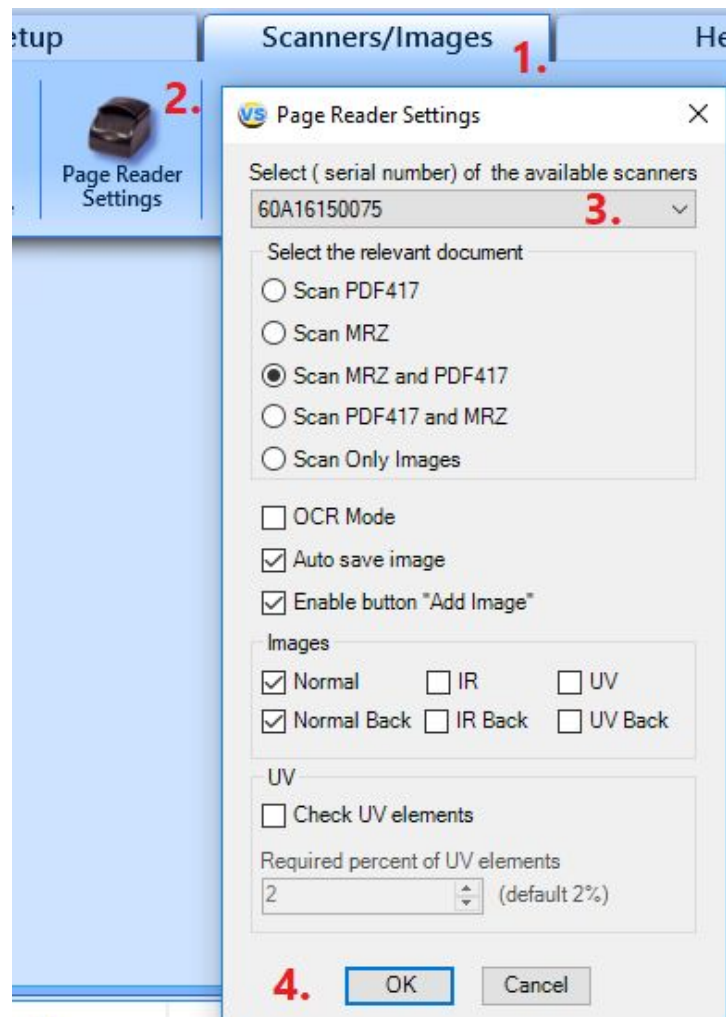 etup
Scanners/Images
He
1.
2.
Page Reader
Settings
VS Page Reader Settings
Select ( serial number) of the available scanners
60A16150075
3.
Select the relevant document
Scan PDF417
Scan MRZ
Scan MRZ and PDF417
Scan PDF417 and MRZ
Scan Only Images
OCR Mode
Auto save image
Enable button "Add Image"
Images
Normal IR UV
Normal Back IR Back UV Back
UV
Check UV elements
Required percent of UV elements
2 (default 2%)
4.
OK Cancel